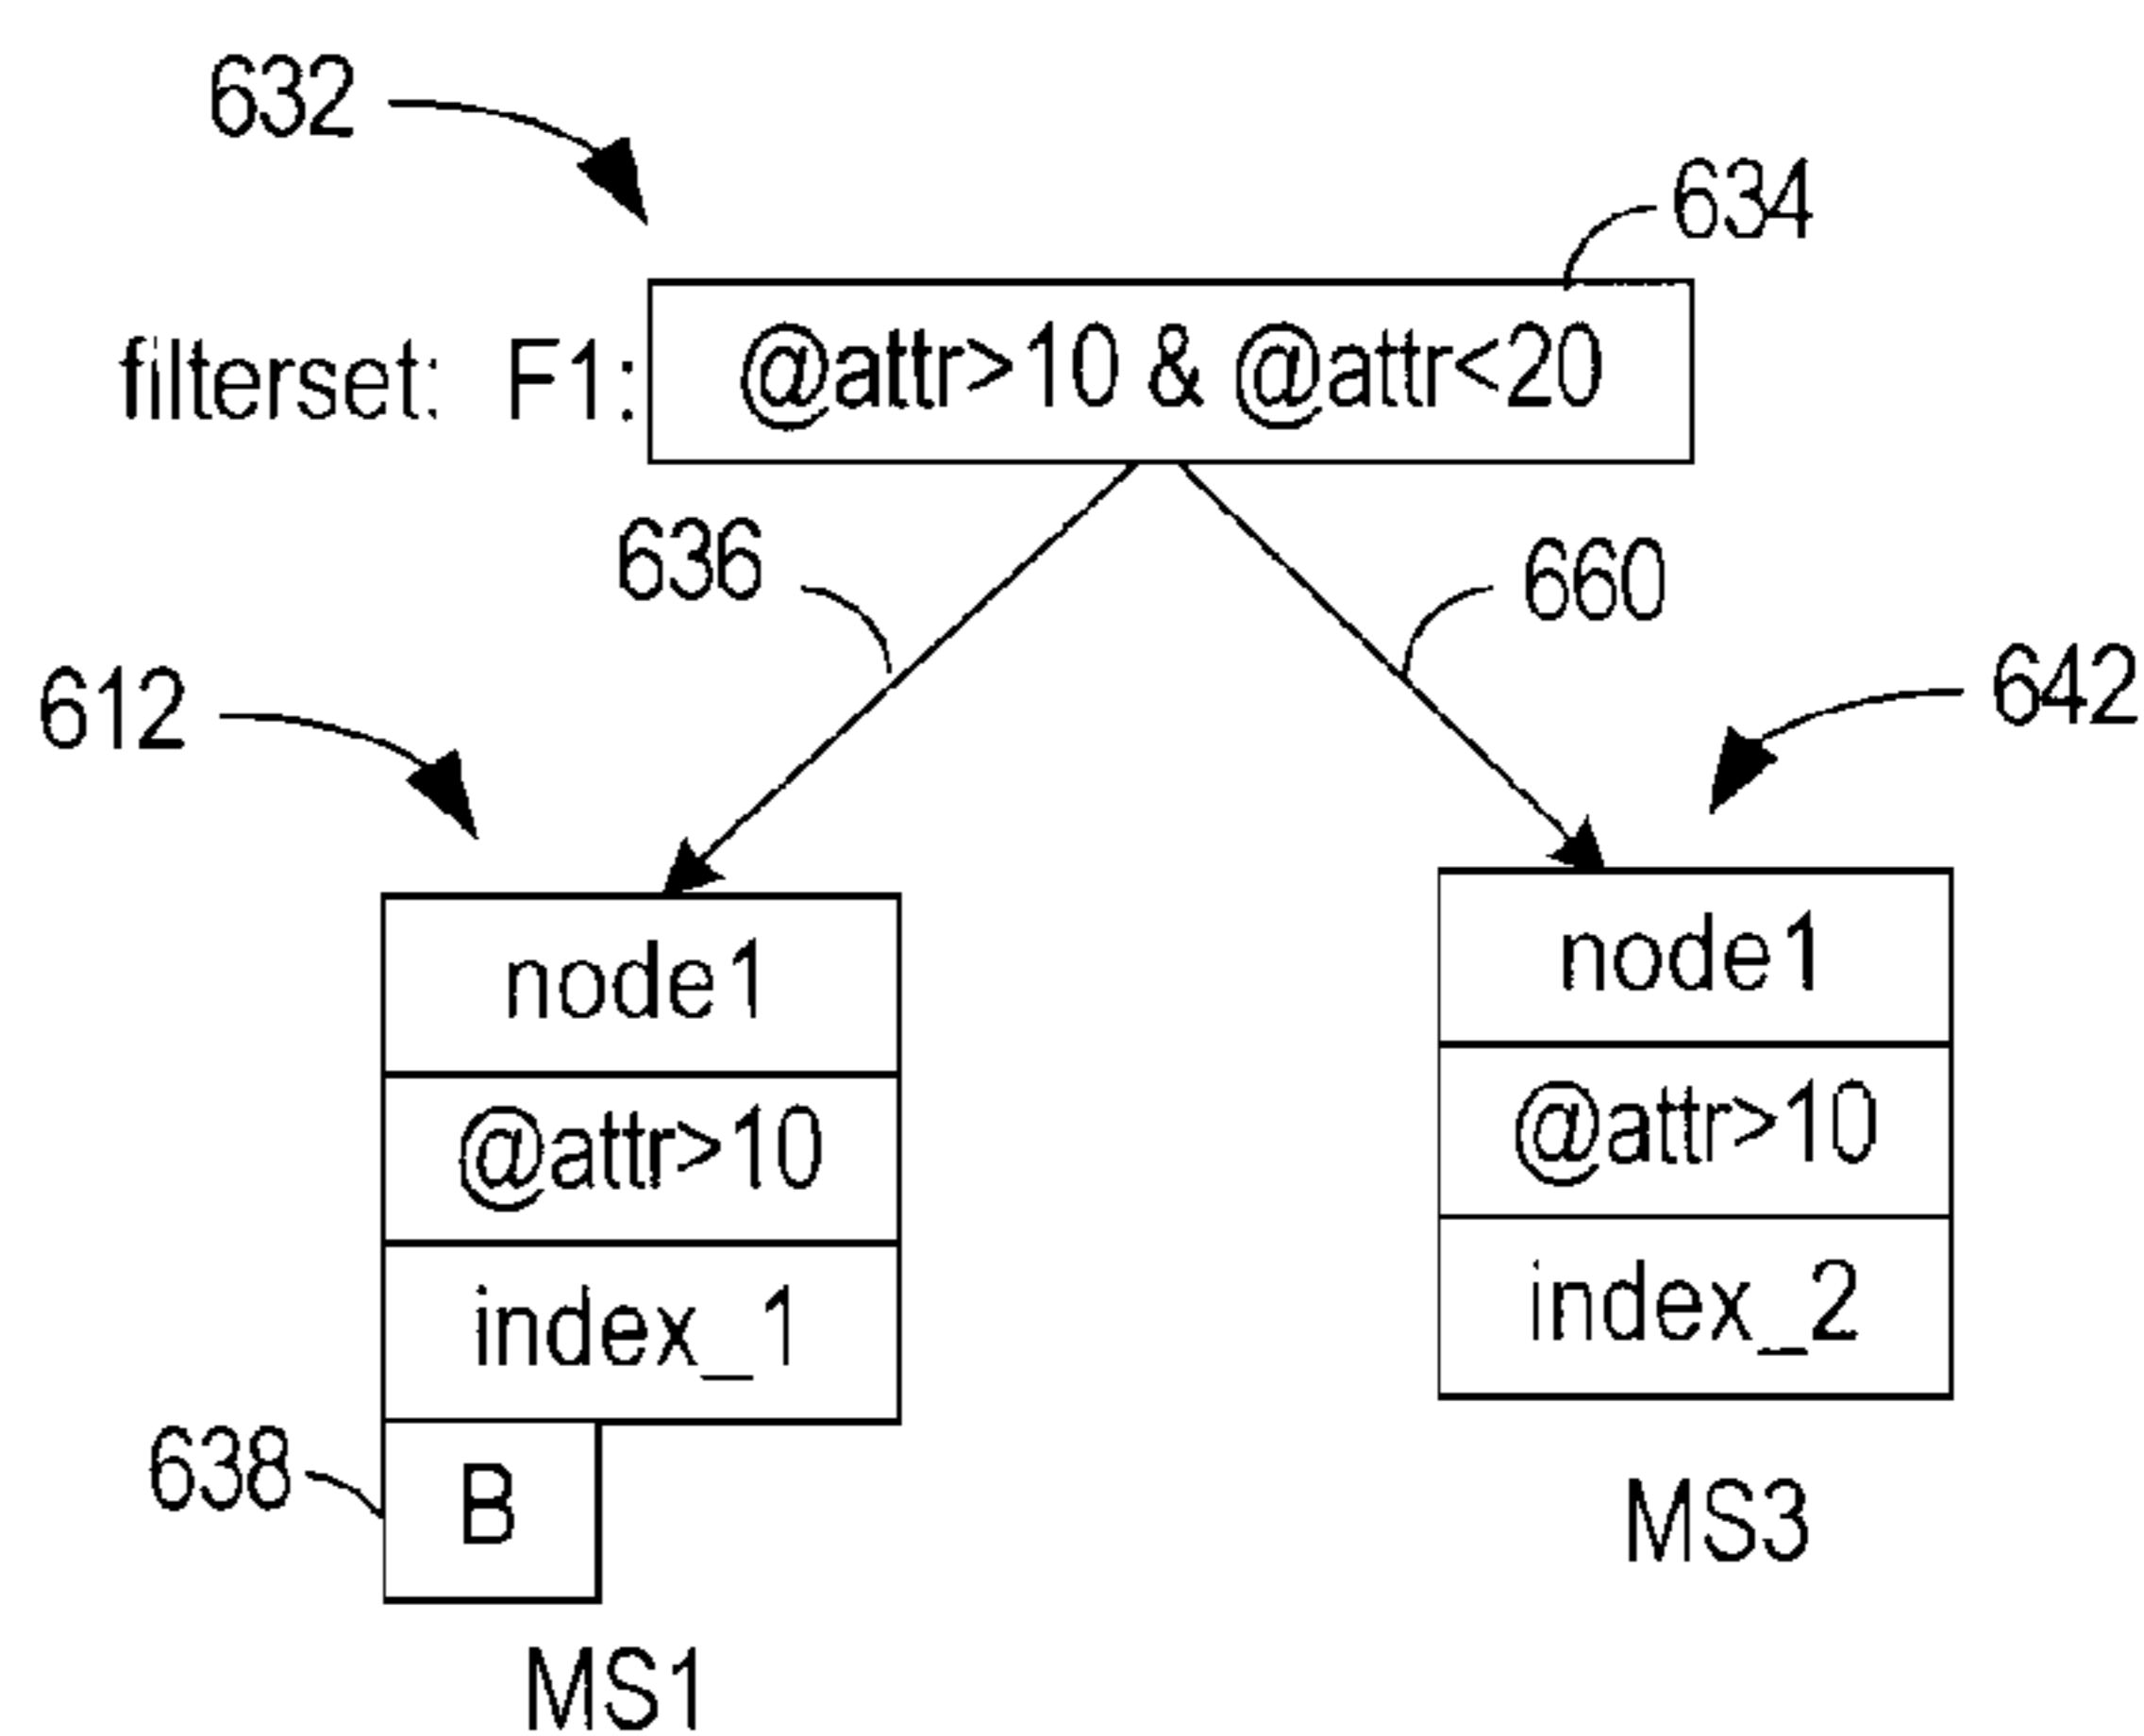 632
634
filterset: F1: @attr>10 & @attr<20
636
660
612
642
node1
@attr>10
index_1
638
B
MS1
node1
@attr>10
index_2
MS3